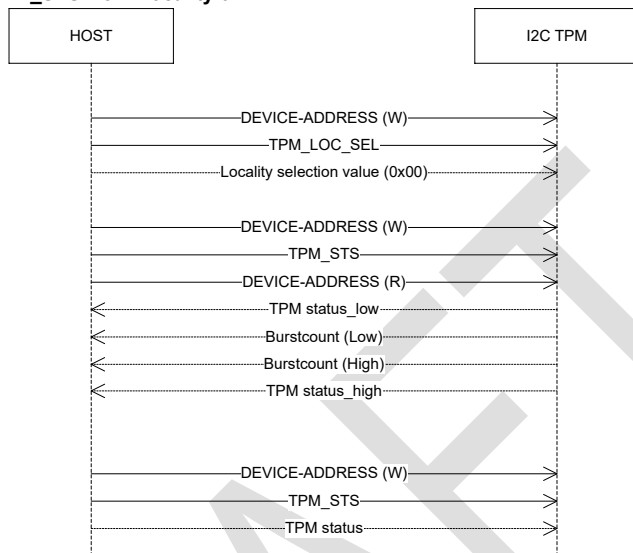 HOST
I2C TPM
DEVICE-ADDRESS (W)
TPM_LOC_SEL
Locality selection value (0x00)
DEVICE-ADDRESS (W)
TPM_STS
DEVICE-ADDRESS (R)
TPM status_low
Burstcount (Low)
Burstcount (High)
TPM status_high
DEVICE-ADDRESS (W)
TPM_STS
TPM status